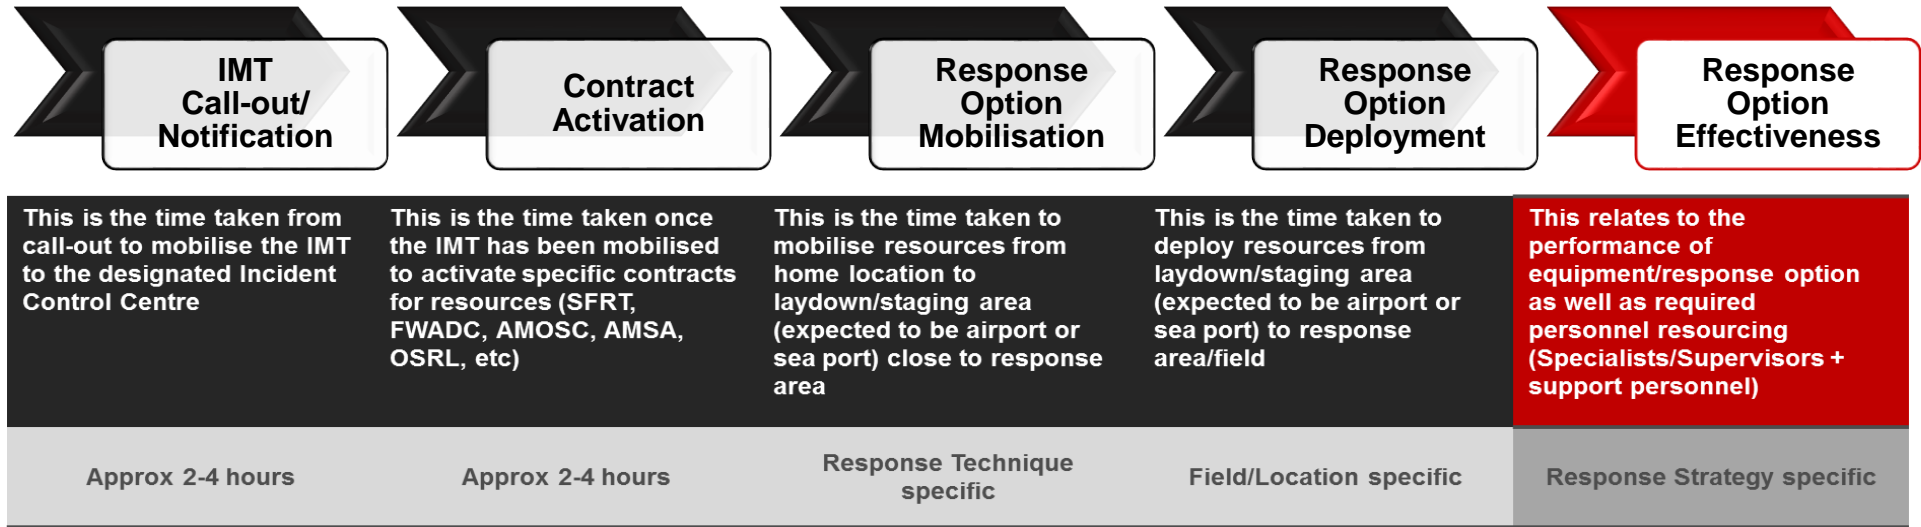 IMT
Call-out/
Notification
Contract
Activation
Response
Option
Mobilisation
Response
Option
Deployment
Response
Option
Effectiveness
This is the time taken from
call-out to mobilise the IMT
to the designated Incident
Control Centre
This is the time taken once
the IMT has been mobilised
to activate specific contracts
for resources (SFRT,
FWADC, AMOSC, AMSA,
OSRL, etc)
This is the time taken to
mobilise resources from
home location to
laydown/staging area
(expected to be airport or
sea port) close to response
area
This is the time taken to
deploy resources from
laydown/staging area
(expected to be airport or
sea port) to response
area/field
This relates to the
performance of
equipment/response option
as well as required
personnel resourcing
(Specialists/Supervisors +
support personnel)
Approx 2-4 hours
Approx 2-4 hours
Response Technique
specific
Field/Location specific
Response Strategy specific